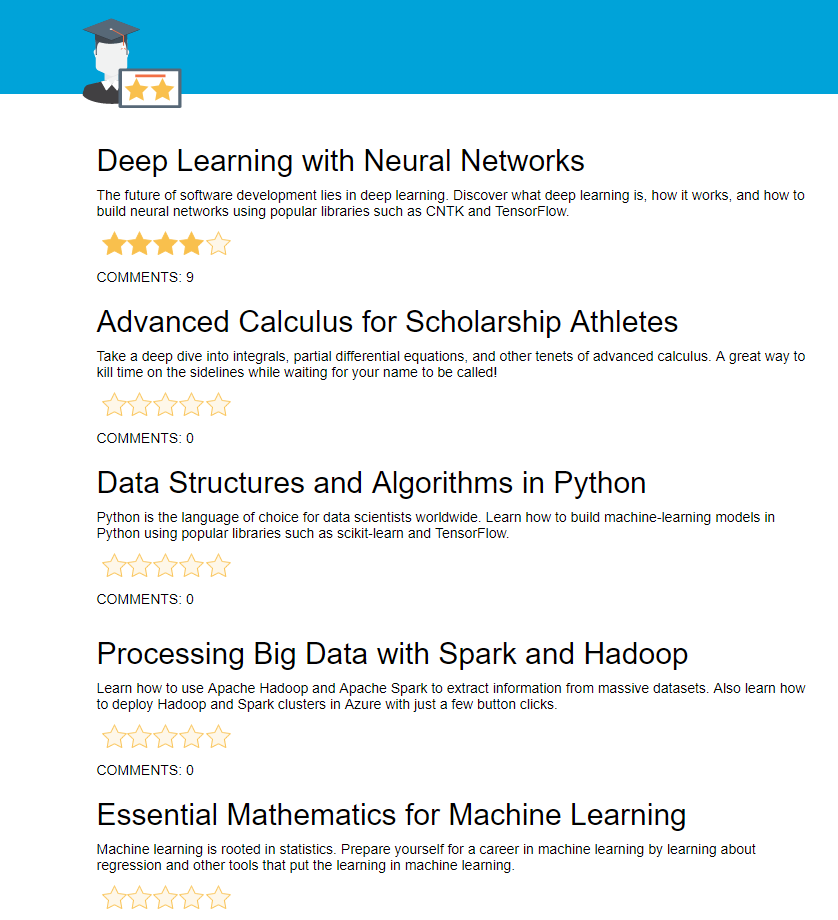 Deep Learning with Neural Networks
The future of software development lies in deep learning. Discover what deep learning is, how it works, and how to
build neural networks using popular libraries such as CNTK and TensorFlow.
COMMENTS: 9
Advanced Calculus for Scholarship Athletes
Take a deep dive into integrals, partial differential equations, and other tenets of advanced calculus. A great way to
kill time on the sidelines while waiting for your name to be called!
COMMENTS: 0
Data Structures and Algorithms in Python
Python is the language of choice for data scientists worldwide. Learn how to build machine-learning models in
Python using popular libraries such as scikit-learn and TensorFlow.
COMMENTS: 0
Processing Big Data with Spark and Hadoop
Learn how to use Apache Hadoop and Apache Spark to extract information from massive datasets. Also learn how
to deploy Hadoop and Spark clusters in Azure with just a few button clicks.
COMMENTS: 0
Essential Mathematics for Machine Learning
Machine learning is rooted in statistics. Prepare yourself for a career in machine learning by learning about
regression and other tools that put the learning in machine learning.